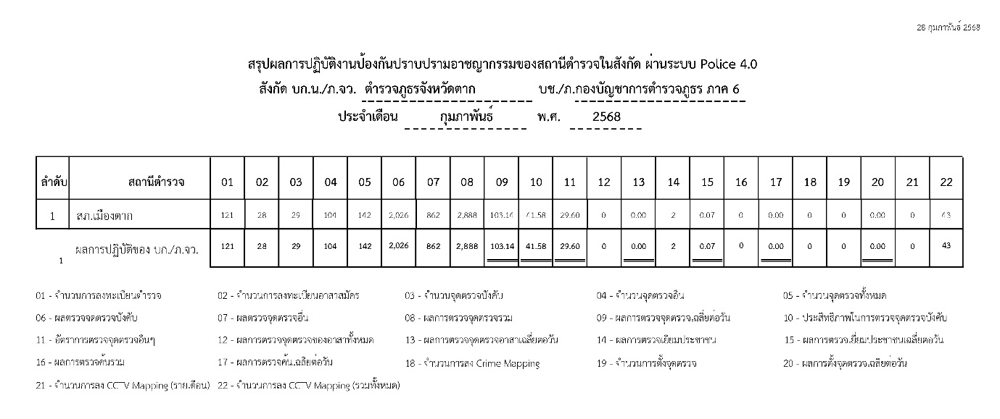 28 กุมภาพันธ์ 2568
สรุปผลการปฏิบัติงานป้องกันปราบปรามอาชญากรรมของสถานีตำรวจในสังกัด ผ่านระบบ Police 4.0
สังกัด บก.น./ภ.จว. ตำรวจภูธรจังหวัดตาก บช./ภ.กองบัญชาการตำรวจภูธร ภาค 6
ประจำเดือน กุมภาพันธ์ พ.ศ. 2568
ลำดับ สถานีตำรวจ 01 02 03 04 05 06 07 08 09 10 11 12 13 14 15 16 17 18 19 20 21 22
1 สภ.เมืองตาก 121 28 29 104 142 2,026 862 2,888 103.14 41.58 29.60 0 0.00 2 0.07 0 0.00 0 0 0.00 0 43
1 ผลการปฏิบัติของ บก./ภ.จว. 121 28 29 104 142 2,026 862 2,888 103.14 41.58 29.60 0 0.00 2 0.07 0 0.00 0 0 0.00 0 43
01 - จำนวนการลงทะเบียนตำรวจ 02 - จำนวนการลงทะเบียนอาสาสมัคร 03 - จำนวนจุดตรวจบังคับ 04 - จำนวนจุดตรวจอื่น 05 - จำนวนจุดตรวจทั้งหมด
06 - ผลตรวจจุดตรวจบังคับ 07 - ผลตรวจจุดตรวจอื่น 08 - ผลการตรวจจุดตรวจรวม 09 - ผลการตรวจจุดตรวจเฉลี่ยต่อวัน 10 - ประสิทธิภาพในการตรวจจุดตรวจบังคับ
11 - อัตราการตรวจจุดตรวจอื่นๆ 12 - ผลการตรวจจุดตรวจของอาสาทั้งหมด 13 - ผลการตรวจจุดตรวจอาสาเฉลี่ยต่อวัน 14 - ผลการตรวจเยี่ยมประชาชน 15 - ผลการตรวจเยี่ยมประชาชนเฉลี่ยต่อวัน
16 - ผลการตรวจค้นรวม 17 - ผลการตรวจค้นเฉลี่ยต่อวัน 18 - จำนวนการลง Crime Mapping 19 - จำนวนการตั้งจุดตรวจ 20 - ผลการตั้งจุดตรวจเฉลี่ยต่อวัน
21 - จำนวนการลง CCTV Mapping (รายเดือน) 22 - จำนวนการลง CCTV Mapping (รวมทั้งหมด)